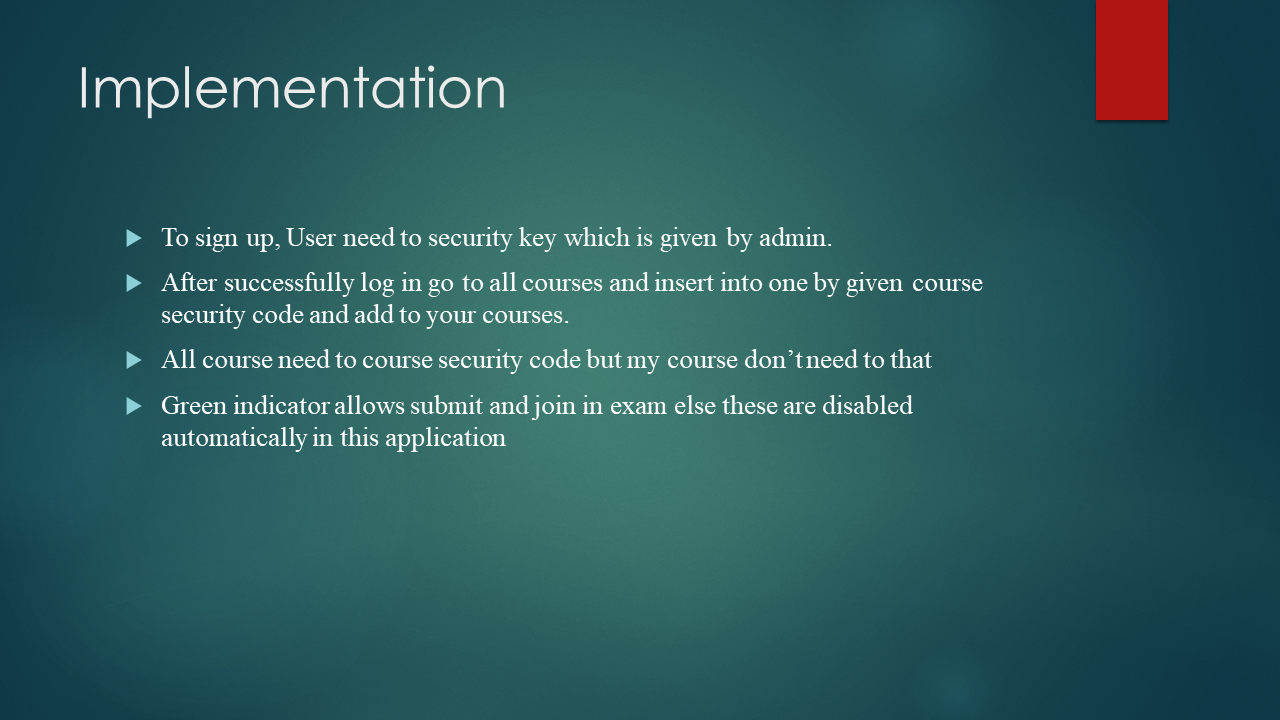 Implementation
To sign up, User need to security key which is given by admin.
After successfully log in go to all courses and insert into one by given course
security code and add to your courses.
All course need to course security code but my course don’t need to that
Green indicator allows submit and join in exam else these are disabled
automatically in this application